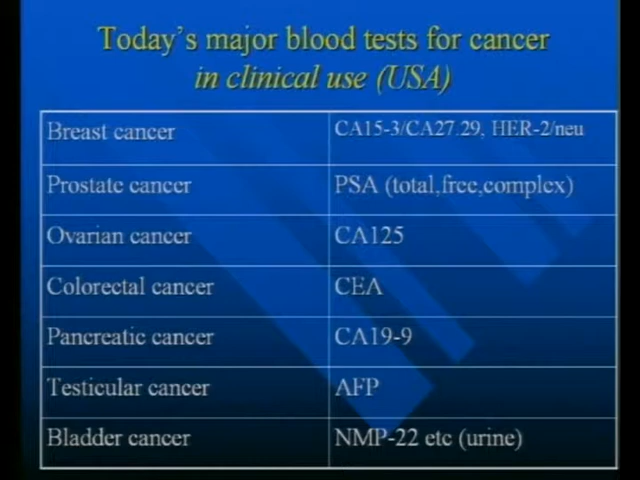 Today's major blood tests for cancer
in clinical use (USA)
Breast cancer CA15-3/CA27.29, HER-2/neu
Prostate cancer PSA (total,free,complex)
Ovarian cancer CA125
Colorectal cancer CEA
Pancreatic cancer CA19-9
Testicular cancer AFP
Bladder cancer NMP-22 etc (urine)